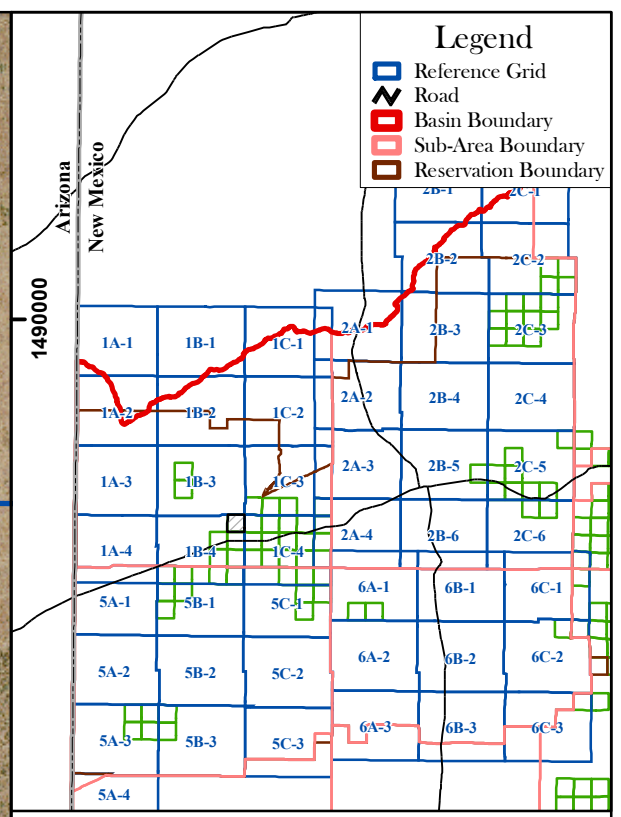 Legend
Reference Grid
Road
Basin Boundary
Sub-Area Boundary
Reservation Boundary
Arizona
New Mexico
1490000
2B-1 2C-1
2B-2 2C-2
1A-1 1B-1 1C-1 2A-1 2B-3 2C-3
1A-2 1B-2 1C-2 2A-2 2B-4 2C-4
1A-3 1B-3 1C-3 2A-3 2B-5 2C-5
1A-4 1B-4 1C-4 2A-4 2B-6 2C-6
5A-1 5B-1 5C-1 6A-1 6B-1 6C-1
5A-2 5B-2 5C-2 6A-2 6B-2 6C-2
5A-3 5B-3 5C-3 6A-3 6B-3 6C-3
5A-4